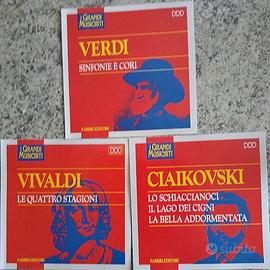 I GRANDI
MUSICISTI
DDD
VERDI
SINFONIE E CORI
FABBRI EDITORI
I GRANDI
MUSICISTI
DDD
VIVALDI
LE QUATTRO STAGIONI
FABBRI EDITORI
I GRANDI
MUSICISTI
DDD
CIAIKOVSKI
LO SCHIACCIANOCI
IL LAGO DEI CIGNI
LA BELLA ADDORMENTATA
FABBRI EDITORI
subito